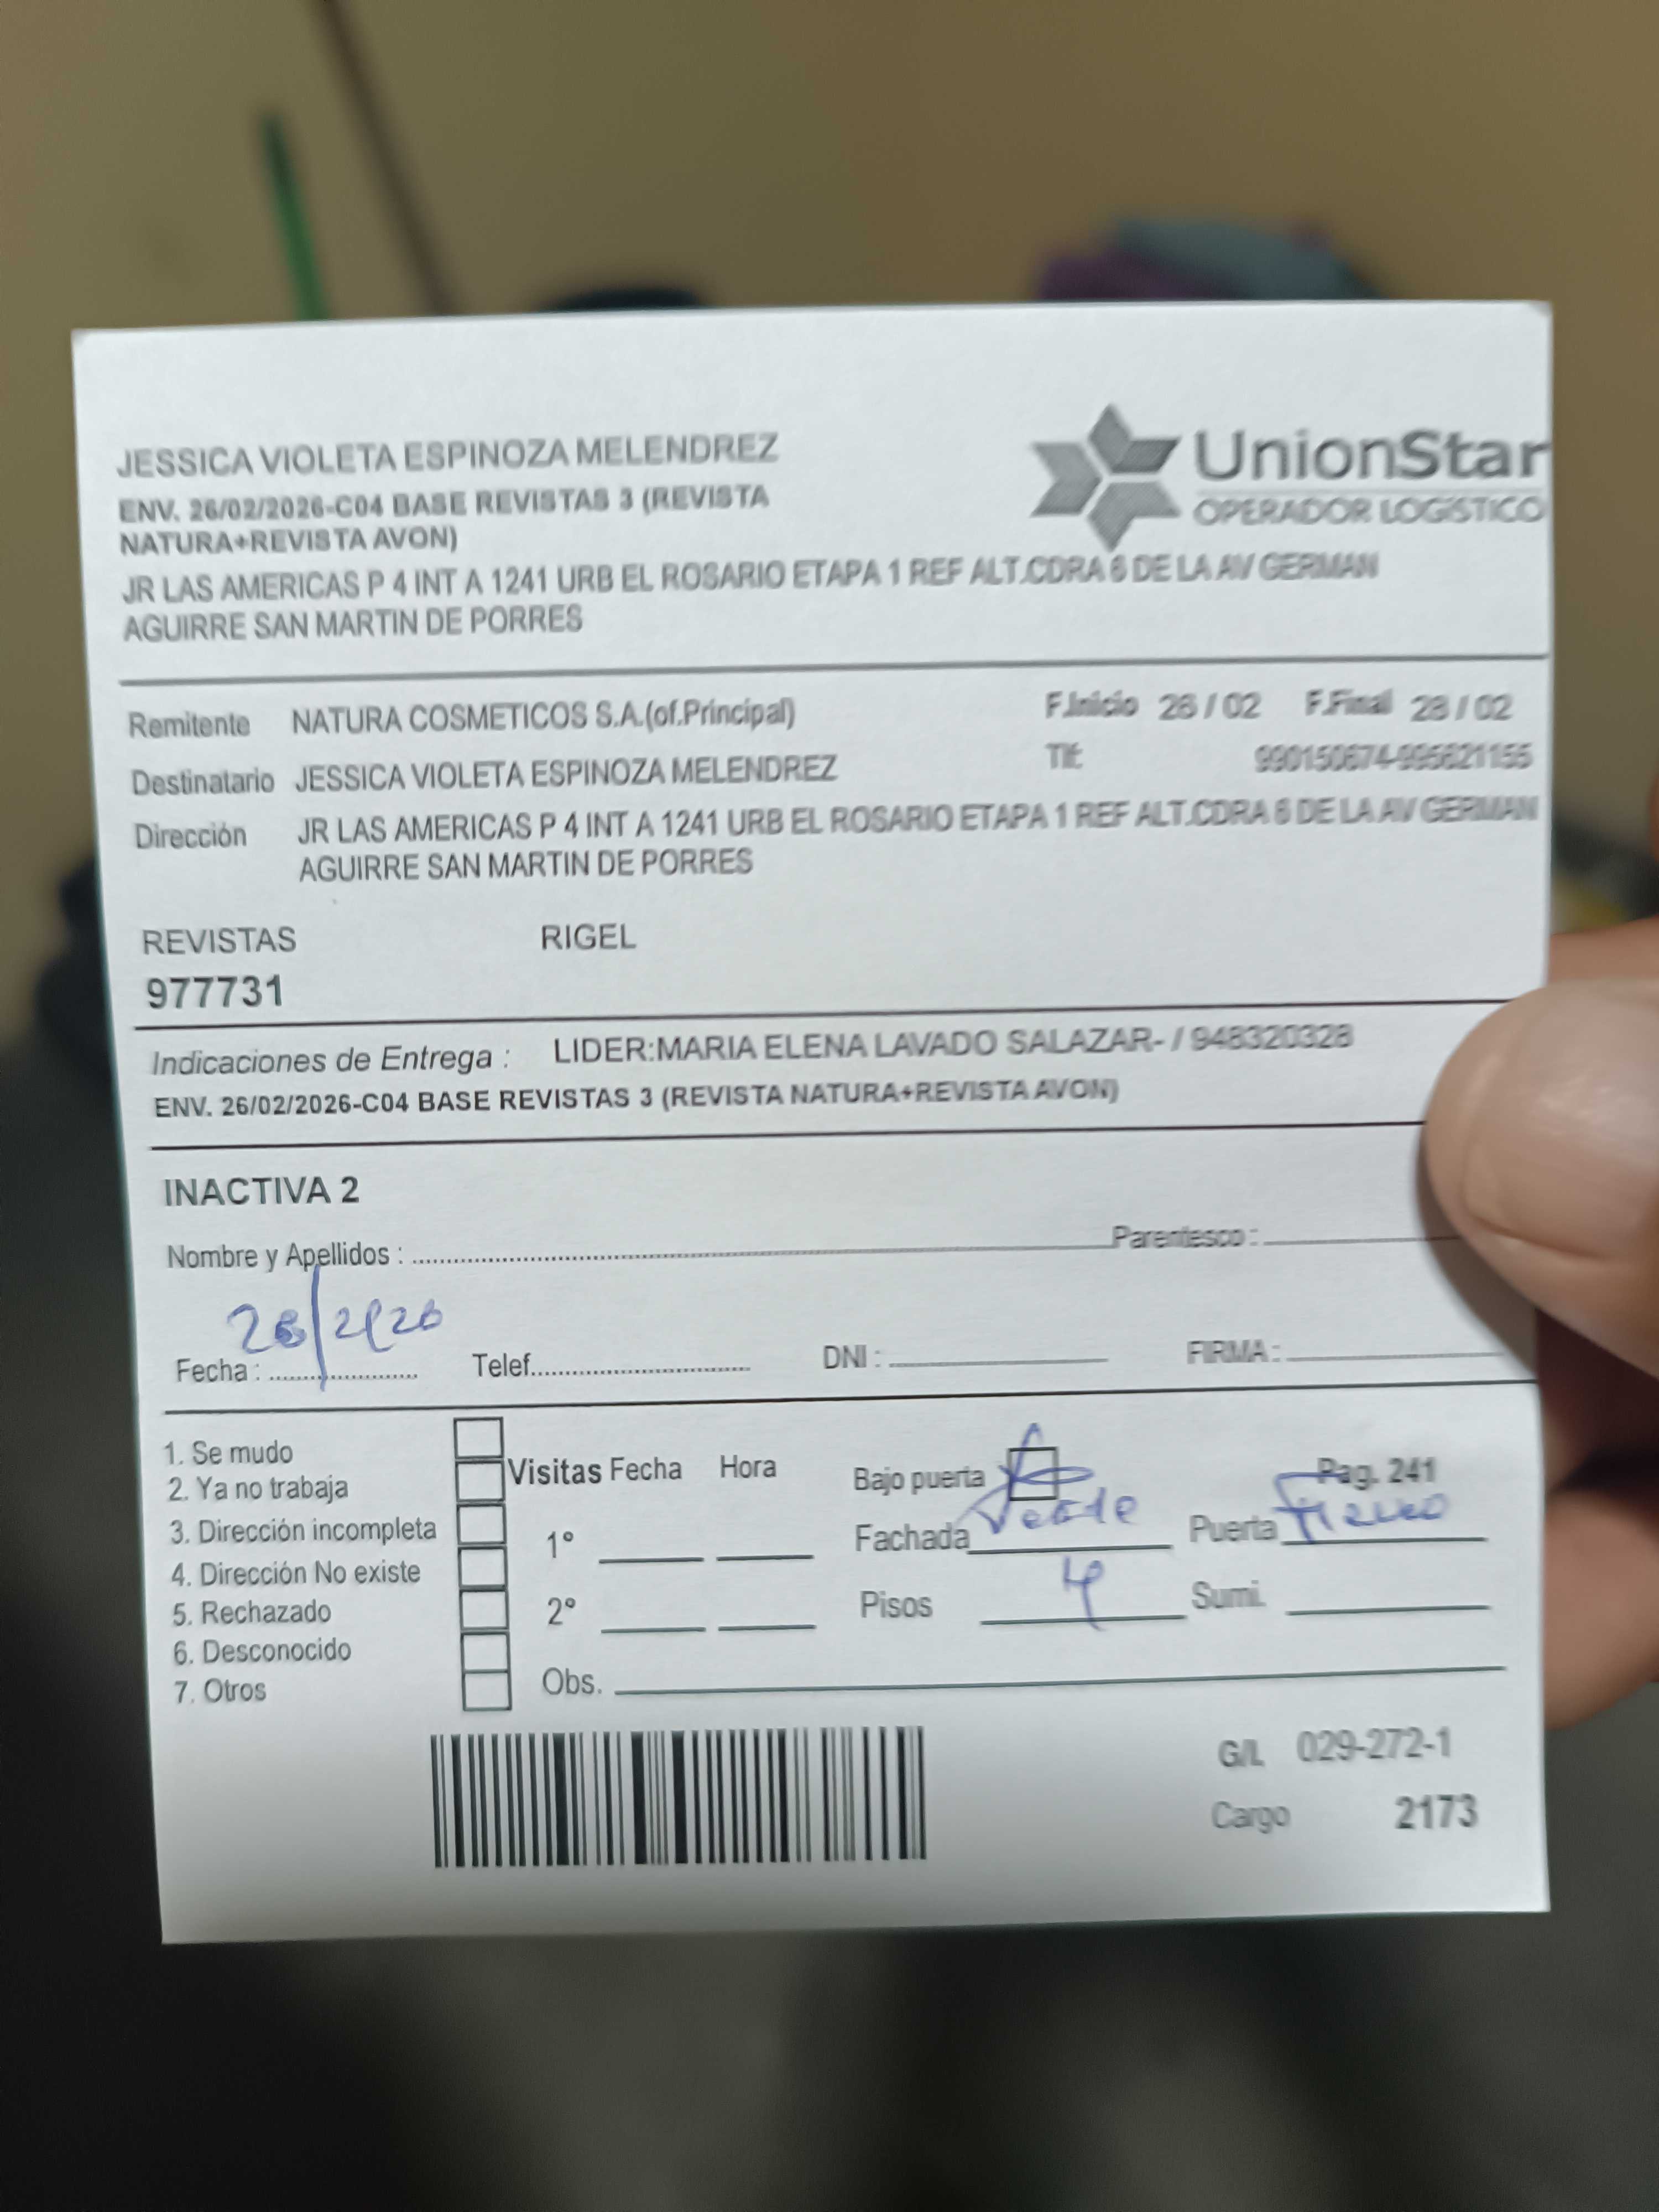 JESSICA VIOLETA ESPINOZA MELENDREZ
UnionStar
OPERADOR LOGISTICO
ENV. 26/02/2026-C04 BASE REVISTAS 3 (REVISTA
NATURA+REVISTA AVON)
JR LAS AMERICAS P 4 INT A 1241 URB EL ROSARIO ETAPA 1 REF ALT.CDRA 6 DE LA AV GERMAN
AGUIRRE SAN MARTIN DE PORRES
Remitente NATURA COSMETICOS S.A.(of.Principal) F.Inicio 26 / 02 F.Final 28 / 02
Destinatario JESSICA VIOLETA ESPINOZA MELENDREZ Tlf: 990150674-995821155
Dirección JR LAS AMERICAS P 4 INT A 1241 URB EL ROSARIO ETAPA 1 REF ALT.CDRA 6 DE LA AV GERMAN
AGUIRRE SAN MARTIN DE PORRES
REVISTAS RIGEL
977731
Indicaciones de Entrega : LIDER:MARIA ELENA LAVADO SALAZAR- / 948320328
ENV. 26/02/2026-C04 BASE REVISTAS 3 (REVISTA NATURA+REVISTA AVON)
INACTIVA 2
Nombre y Apellidos : Parentesco :
Fecha : Telef. DNI : FIRMA :
1. Se mudo
2. Ya no trabaja
3. Dirección incompleta
4. Dirección No existe
5. Rechazado
6. Desconocido
7. Otros
Visitas Fecha Hora
1°
2°
Obs.
Bajo puerta Pag. 241
Fachada Puerta
Pisos 4 Sumi.
G/L 029-272-1
Cargo 2173